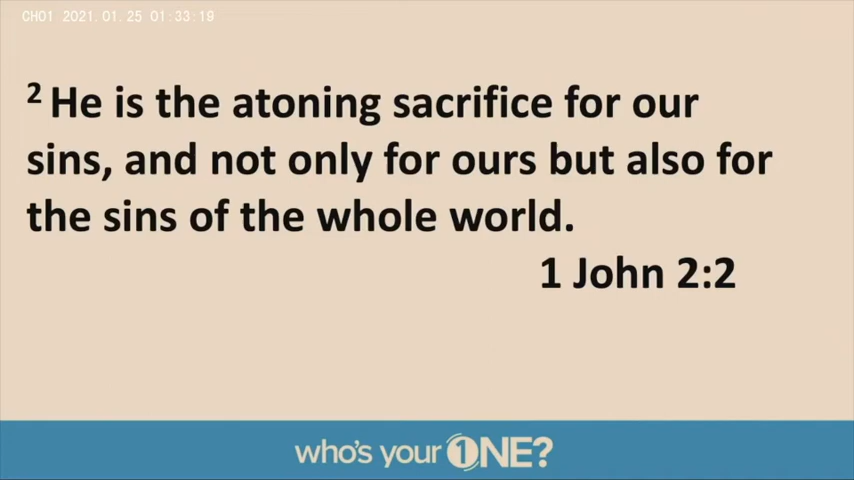 CH01 2021.01.25 01:33:19
2 He is the atoning sacrifice for our
sins, and not only for ours but also for
the sins of the whole world.
1 John 2:2
who's your 1NE?